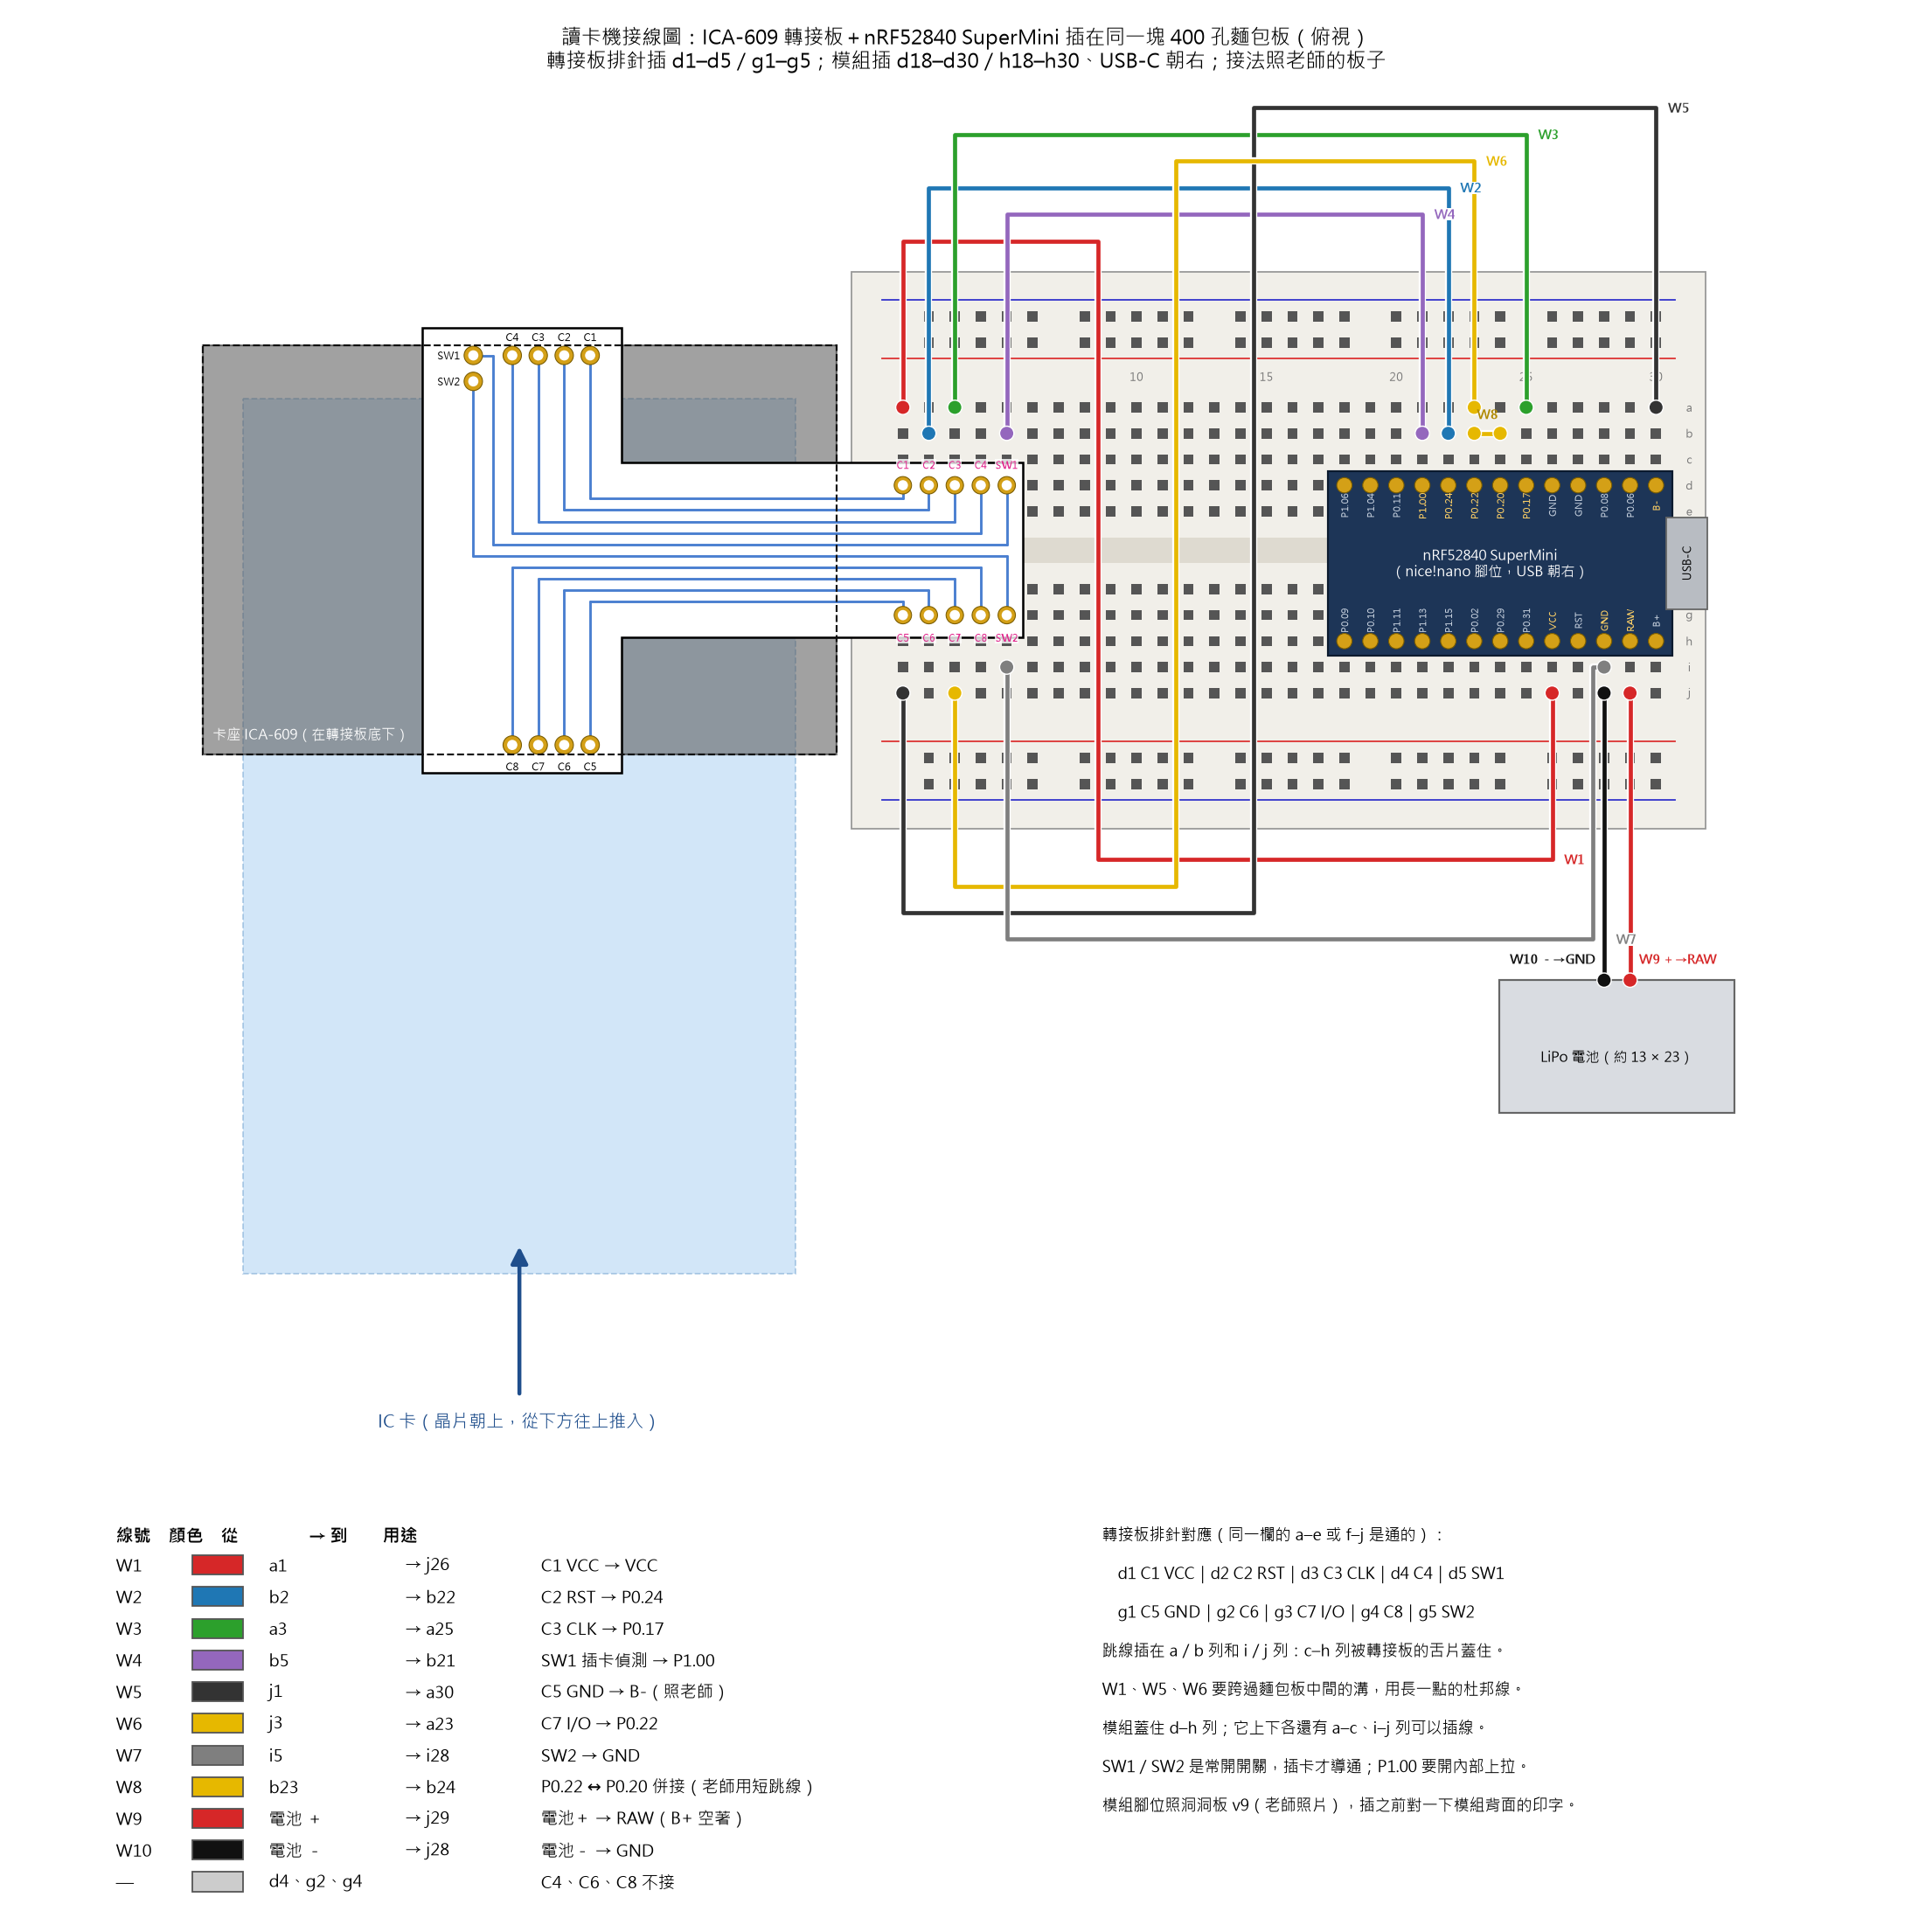 讀卡機接線圖：ICA-609 轉接板＋nRF52840 SuperMini 插在同一塊 400 孔麵包板（俯視）
轉接板排針插 d1–d5 / g1–g5；模組插 d18–d30 / h18–h30、USB-C 朝右；接法照老師的板子
W5
W3
W6
W2
W4
C4 C3 C2 C1
SW1
SW2
10 15 20 25 30
a
W8
b
c
C1 C2 C3 C4 SW1
d
e
P1.06 P1.04 P0.11 P1.00 P0.24 P0.22 P0.20 P0.17 GND GND P0.08 P0.06 B-
nRF52840 SuperMini
（nice!nano 腳位，USB 朝右）
USB-C
P0.09 P0.10 P1.11 P1.13 P1.15 P0.02 P0.29 P0.31 VCC RST GND RAW B+
g
C5 C6 C7 C8 SW2
h
i
j
卡座 ICA-609（在轉接板底下）
C8 C7 C6 C5
W1
W7
W10 - →GND
W9 + →RAW
LiPo 電池（約 13 × 23）
IC 卡（晶片朝上，從下方往上推入）
線號 顏色 從 → 到 用途
W1 a1 → j26 C1 VCC → VCC
W2 b2 → b22 C2 RST → P0.24
W3 a3 → a25 C3 CLK → P0.17
W4 b5 → b21 SW1 插卡偵測 → P1.00
W5 j1 → a30 C5 GND → B-（照老師）
W6 j3 → a23 C7 I/O → P0.22
W7 i5 → i28 SW2 → GND
W8 b23 → b24 P0.22 ↔ P0.20 併接（老師用短跳線）
W9 電池 + → j29 電池 + → RAW（B+ 空著）
W10 電池 - → j28 電池 - → GND
— d4、g2、g4 C4、C6、C8 不接
轉接板排針對應（同一欄的 a–e 或 f–j 是通的）：
d1 C1 VCC | d2 C2 RST | d3 C3 CLK | d4 C4 | d5 SW1
g1 C5 GND | g2 C6 | g3 C7 I/O | g4 C8 | g5 SW2
跳線插在 a / b 列和 i / j 列：c–h 列被轉接板的舌片蓋住。
W1、W5、W6 要跨過麵包板中間的溝，用長一點的杜邦線。
模組蓋住 d–h 列；它上下各還有 a–c、i–j 列可以插線。
SW1 / SW2 是常開開關，插卡才導通；P1.00 要開內部上拉。
模組腳位照洞洞板 v9（老師照片），插之前對一下模組背面的印字。